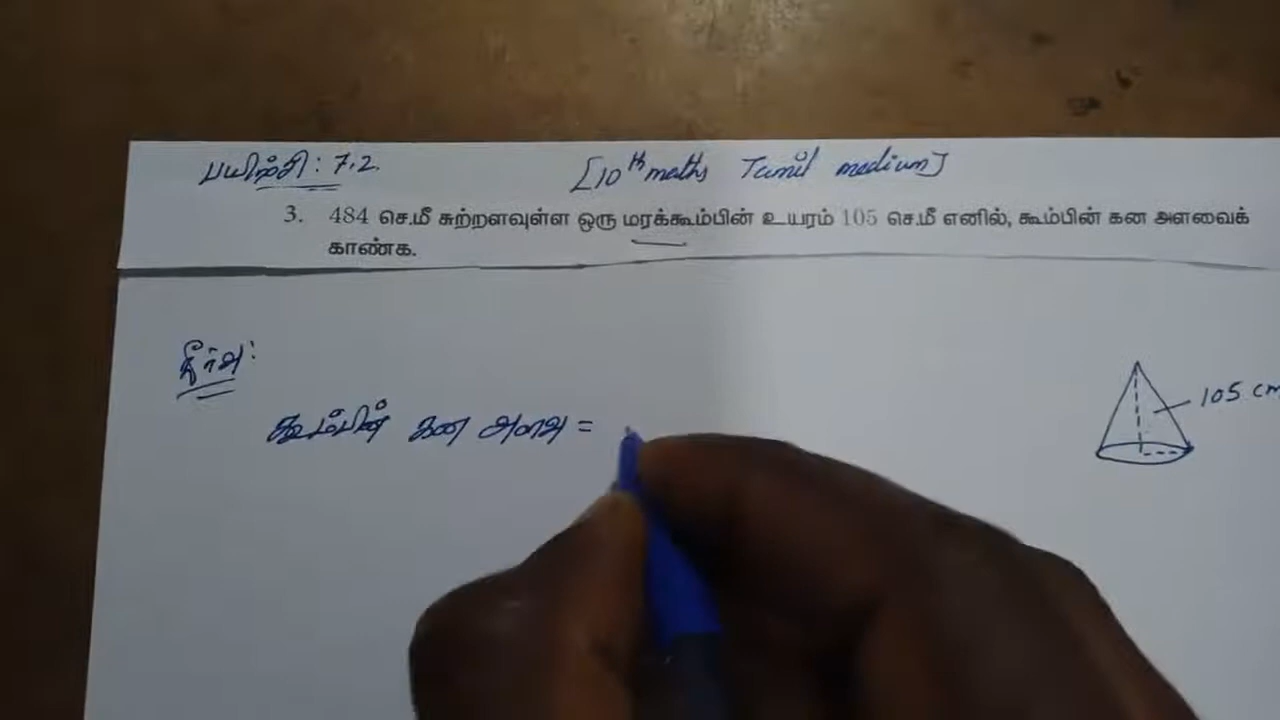 பயிற்சி : 7.2.
[10th maths Tamil medium]
3. 484 செ.மீ சுற்றளவுள்ள ஒரு மரக்கூம்பின் உயரம் 105 செ.மீ எனில், கூம்பின் கன அளவைக்
காண்க.
தீர்வு:
105 cm
கூம்பின் கன அளவு =